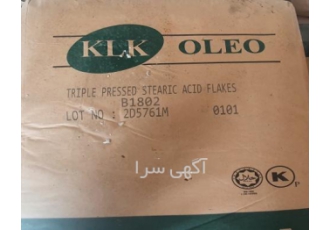 KLK OLEO
TRIPLE PRESSED STEARIC ACID FLAKES
B1802
LOT NO : 2D5761M 0101
آگهی سرا
K
P